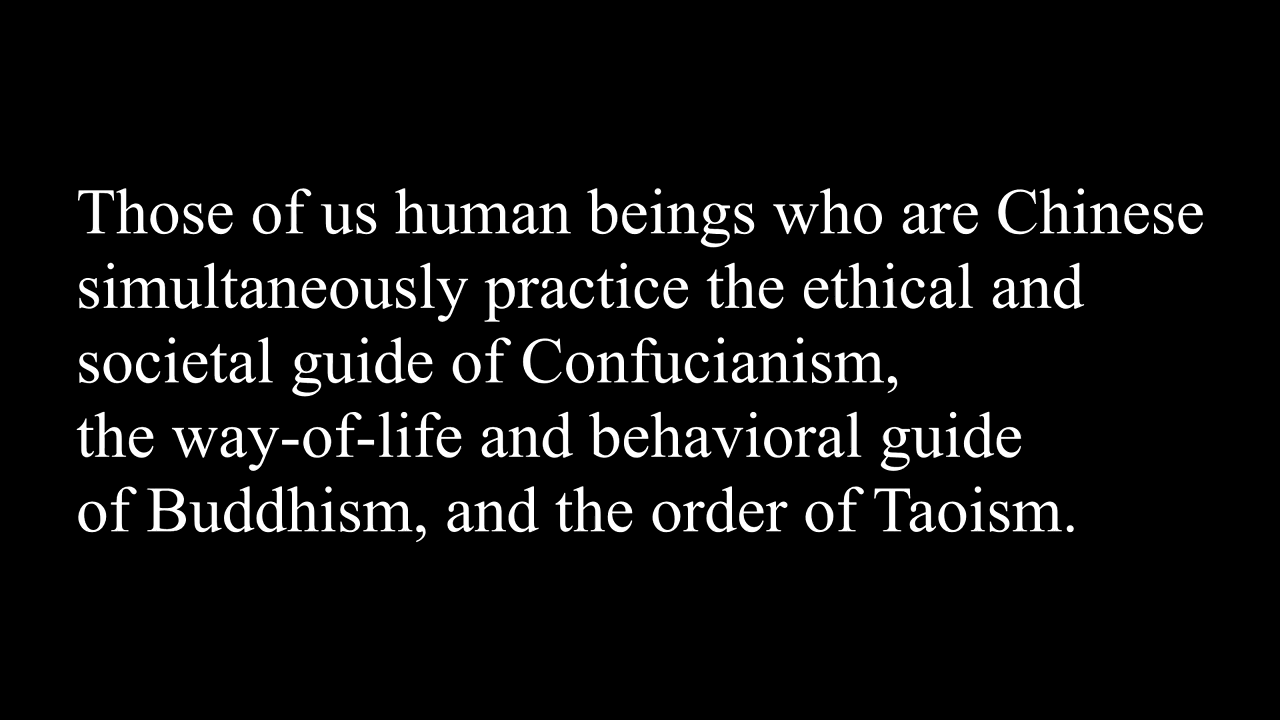 Those of us human beings who are Chinese
simultaneously practice the ethical and
societal guide of Confucianism,
the way-of-life and behavioral guide
of Buddhism, and the order of Taoism.